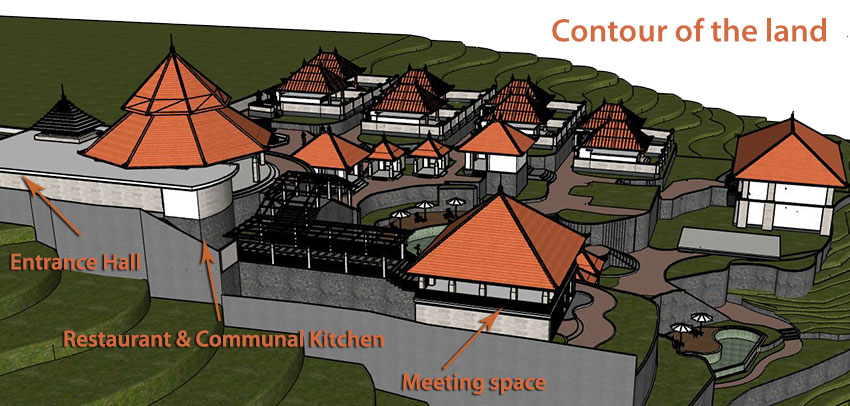 Contour of the land
Entrance Hall
Restaurant & Communal Kitchen
Meeting space